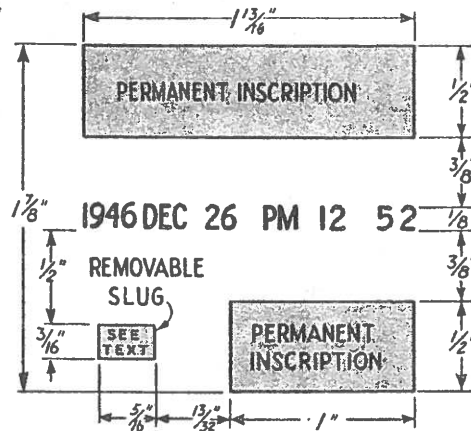 1 13/16"
PERMANENT INSCRIPTION
1/2"
3/8"
1 7/8"
1946 DEC 26 PM 12 52
1/8"
3/8"
1/2"
REMOVABLE
SLUG
3/16"
SEE
TEXT
PERMANENT
INSCRIPTION
1/2"
5/16"
13/32"
1"